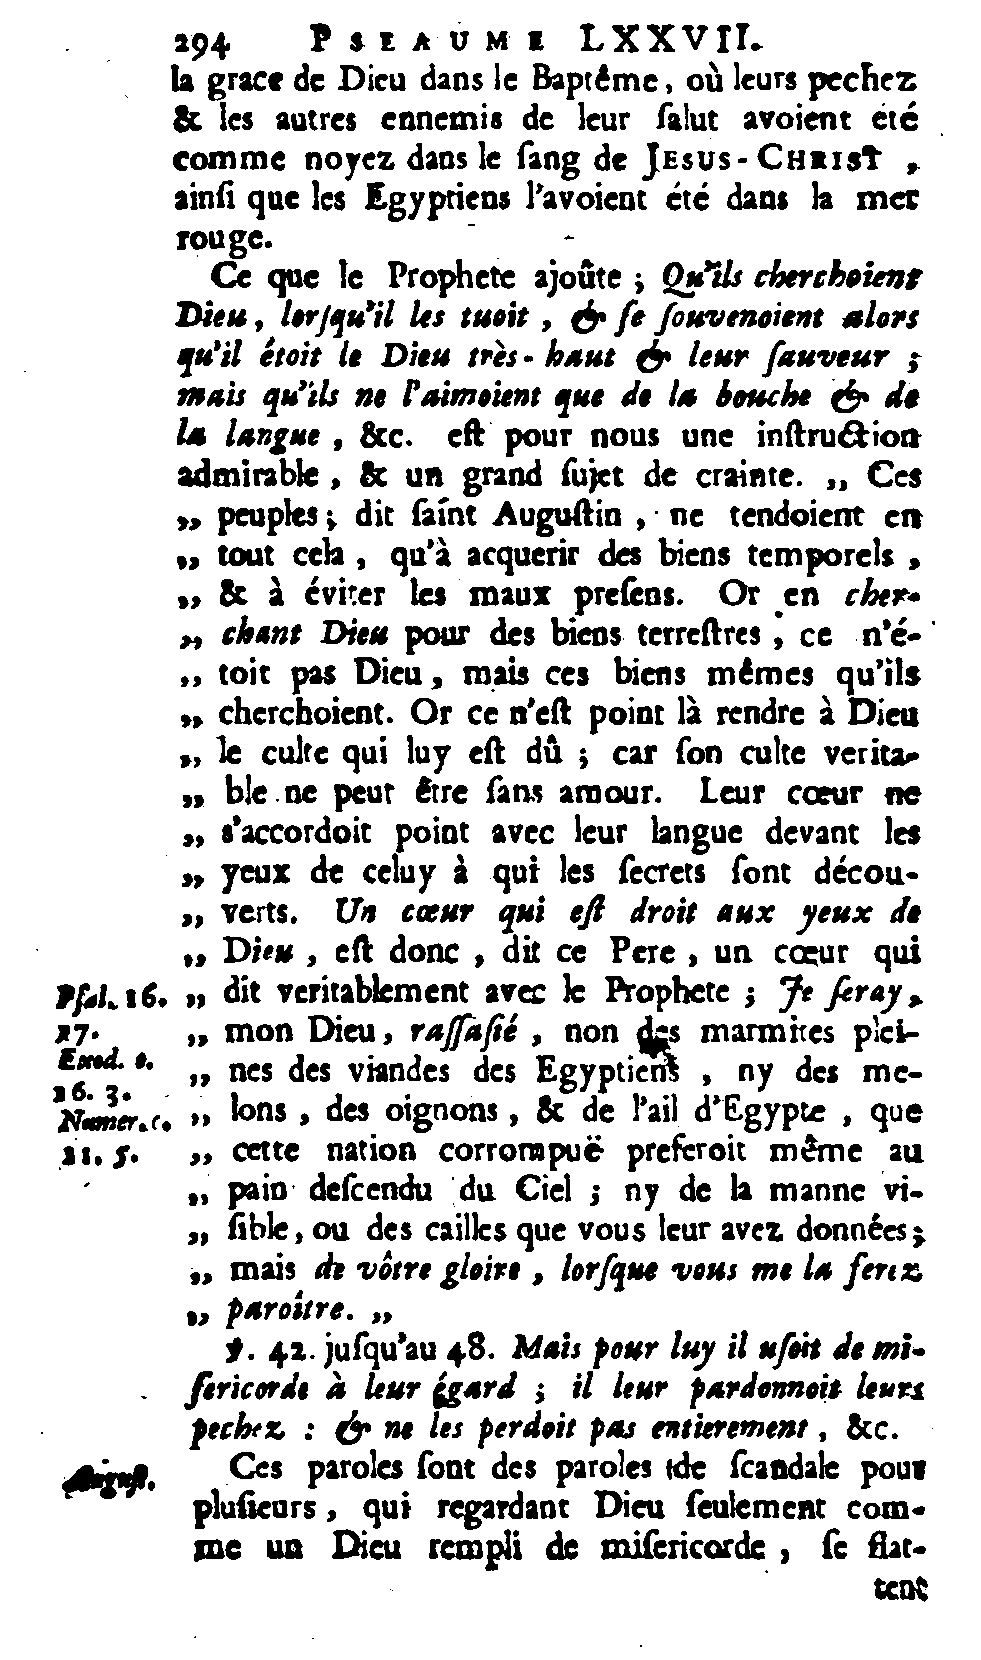 294 PSEAUME LXXVII.
la grace de Dieu dans le Baptême, où leurs pechez
& les autres ennemis de leur ſalut avoient été
comme noyez dans le ſang de JESUS-CHRIST,
ainſi que les Egyptiens l'avoient été dans la mer
rouge.
Ce que le Prophete ajoûte ; Qu'ils cherchoient
Dieu, lorſqu'il les tuoit, & ſe ſouvenoient alors
qu'il étoit le Dieu très-haut & leur ſauveur ;
mais qu'ils ne l'aimoient que de la bouche & de
la langue, &c. eſt pour nous une inſtruction
admirable, & un grand ſujet de crainte. ,, Ces
,, peuples ; dit ſaint Auguſtin, ne tendoient en
,, tout cela, qu'à acquerir des biens temporels,
,, & à éviter les maux preſens. Or en cher-
,, chant Dieu pour des biens terreſtres, ce n'é-
,, toit pas Dieu, mais ces biens mêmes qu'ils
,, cherchoient. Or ce n'eſt point là rendre à Dieu
,, le culte qui luy eſt dû ; car ſon culte verita-
,, ble ne peut être ſans amour. Leur cœur ne
,, s'accordoit point avec leur langue devant les
,, yeux de celuy à qui les ſecrets ſont décou-
,, verts. Un cœur qui eſt droit aux yeux de
,, Dieu, eſt donc, dit ce Pere, un cœur qui
Pſal. 16. ,, dit veritablement avec le Prophete ; Je ſeray,
17. ,, mon Dieu, raſſaſié, non des marmites plei-
Exod. c. ,, nes des viandes des Egyptiens, ny des me-
16. 3.
Numer. c. ,, lons, des oignons, & de l'ail d'Egypte, que
11. 5. ,, cette nation corrompuë preferoit même au
,, pain deſcendu du Ciel ; ny de la manne vi-
,, ſible, ou des cailles que vous leur avez données ;
,, mais de vôtre gloire, lorſque vous me la ferez
,, paroître. ,,
℣. 42. juſqu'au 48. Mais pour luy il uſoit de mi-
ſericorde à leur égard ; il leur pardonnoit leurs
pechez : & ne les perdoit pas entierement, &c.
Auguſt. Ces paroles ſont des paroles de ſcandale pour
pluſieurs, qui regardant Dieu ſeulement com-
me un Dieu rempli de miſericorde, ſe flat-
tent